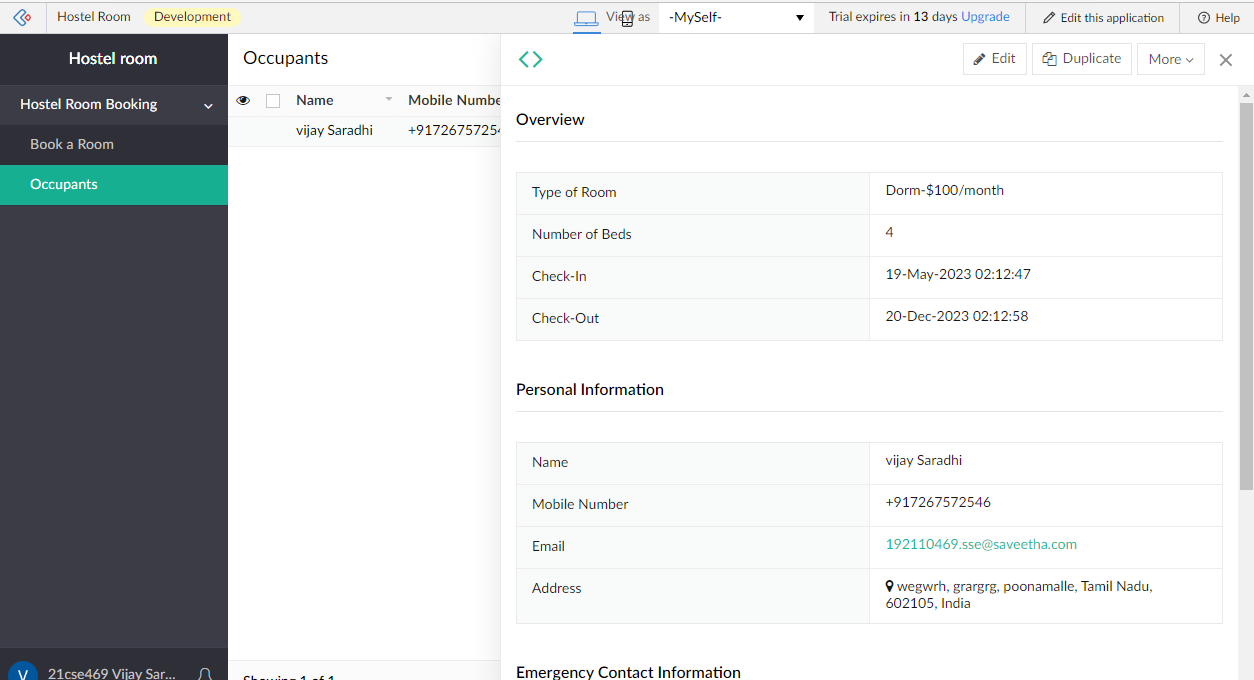 Hostel Room Development View as -MySelf- Trial expires in 13 days Upgrade Edit this application Help
Hostel room
Hostel Room Booking
Book a Room
Occupants
21cse469 Vijay Sar...
V
Occupants
Name Mobile Numbe
vijay Saradhi +91726757254
Showing 1 of 1
Edit Duplicate More
Overview
Type of Room Dorm-$100/month
Number of Beds 4
Check-In 19-May-2023 02:12:47
Check-Out 20-Dec-2023 02:12:58
Personal Information
Name vijay Saradhi
Mobile Number +917267572546
Email 192110469.sse@saveetha.com
Address wegwrh, grargrg, poonamalle, Tamil Nadu,
602105, India
Emergency Contact Information